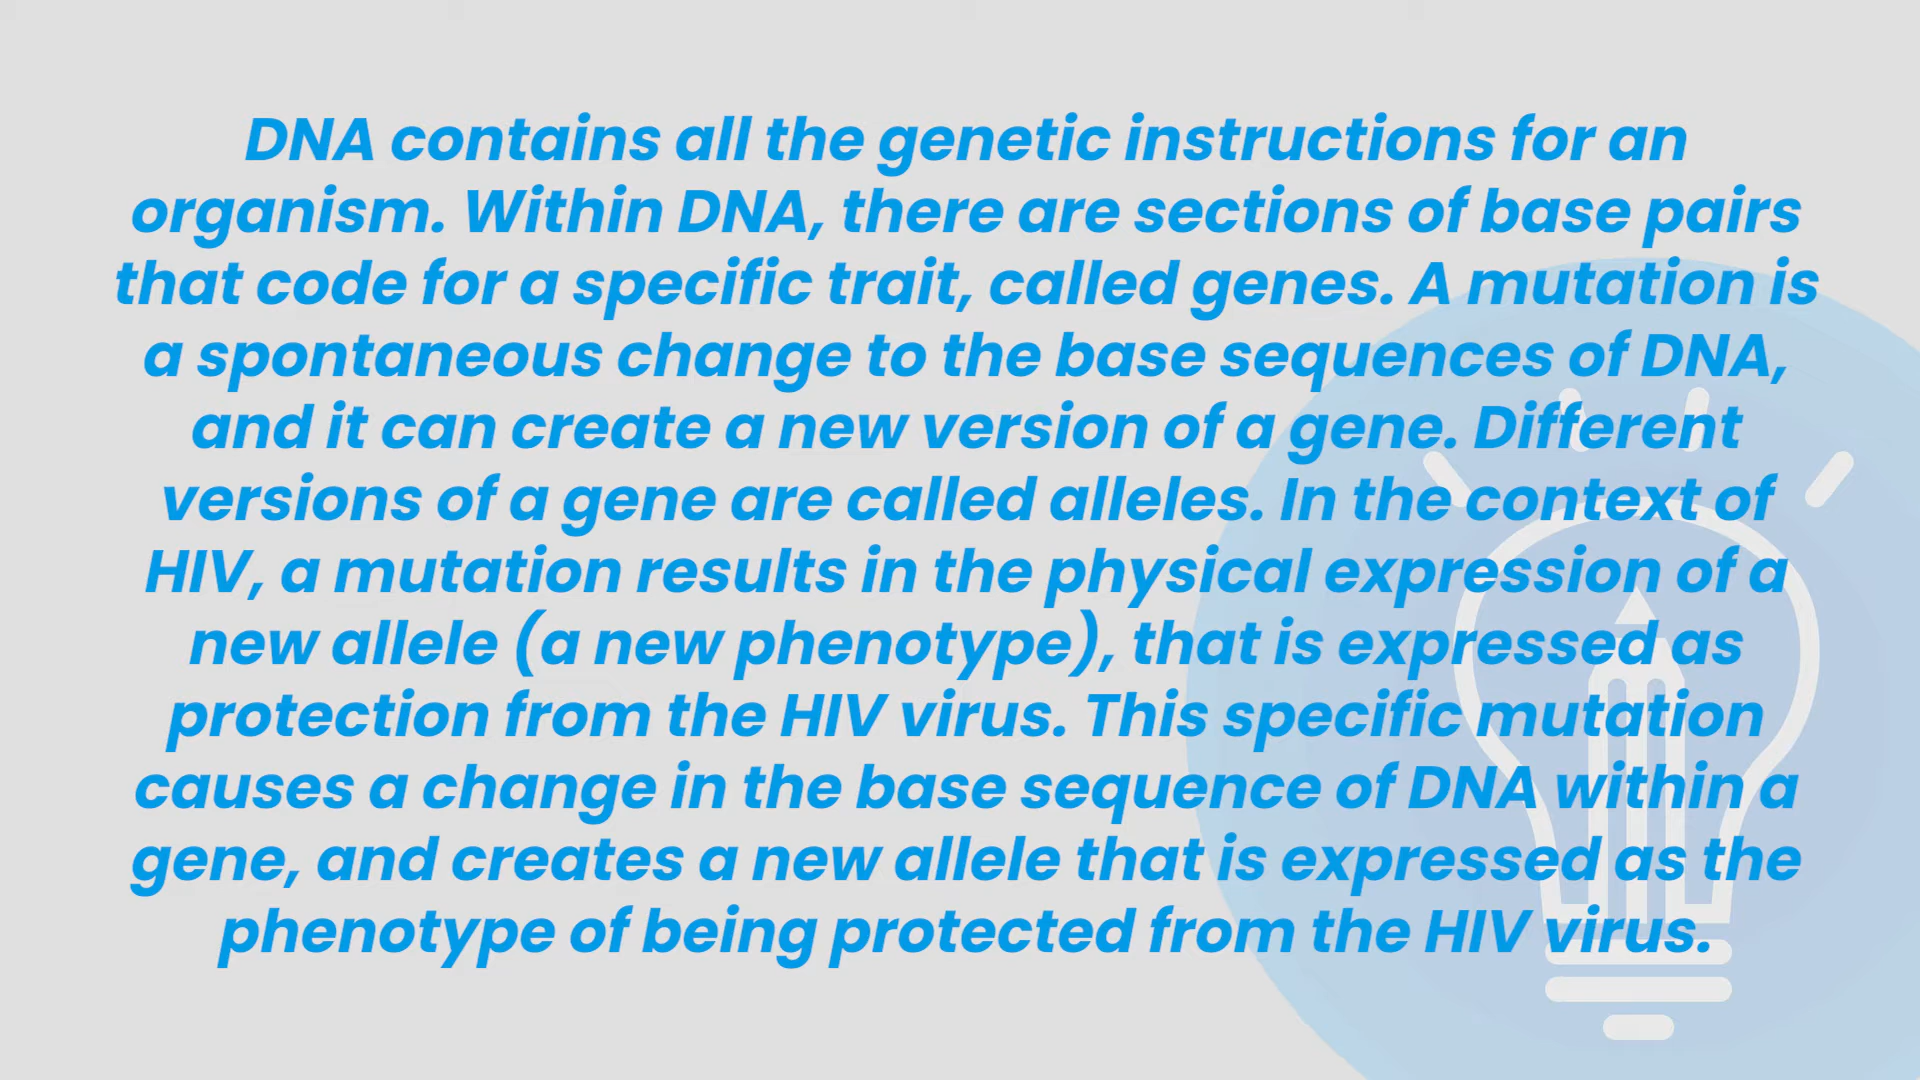 DNA contains all the genetic instructions for an
organism. Within DNA, there are sections of base pairs
that code for a specific trait, called genes. A mutation is
a spontaneous change to the base sequences of DNA,
and it can create a new version of a gene. Different
versions of a gene are called alleles. In the context of
HIV, a mutation results in the physical expression of a
new allele (a new phenotype), that is expressed as
protection from the HIV virus. This specific mutation
causes a change in the base sequence of DNA within a
gene, and creates a new allele that is expressed as the
phenotype of being protected from the HIV virus.